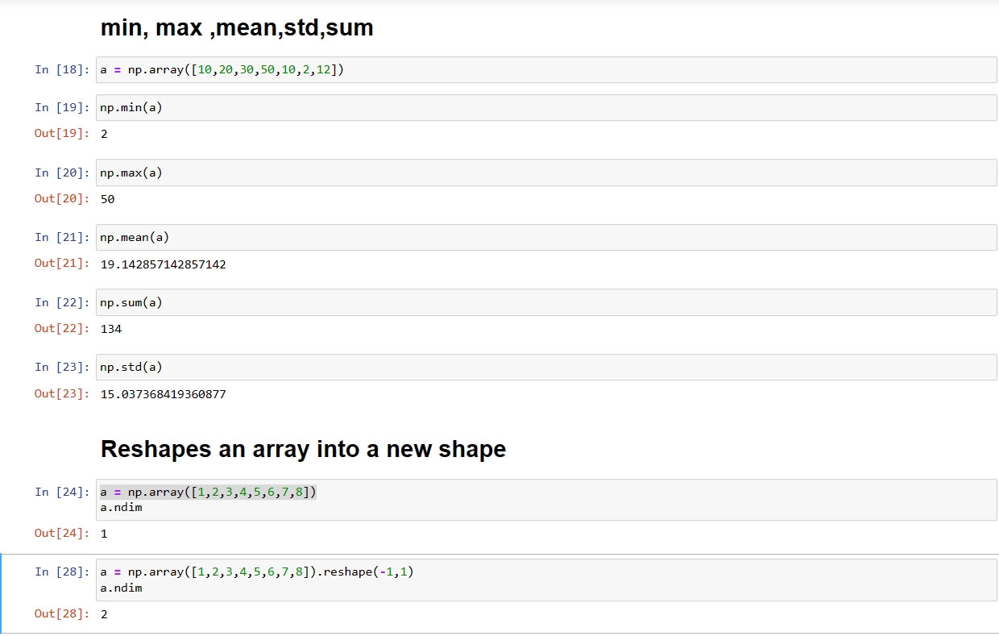 min, max ,mean,std,sum
In [18]: a = np.array([10,20,30,50,10,2,12])
In [19]: np.min(a)
Out[19]: 2
In [20]: np.max(a)
Out[20]: 50
In [21]: np.mean(a)
Out[21]: 19.142857142857142
In [22]: np.sum(a)
Out[22]: 134
In [23]: np.std(a)
Out[23]: 15.037368419360877
Reshapes an array into a new shape
In [24]: a = np.array([1,2,3,4,5,6,7,8])
a.ndim
Out[24]: 1
In [28]: a = np.array([1,2,3,4,5,6,7,8]).reshape(-1,1)
a.ndim
Out[28]: 2